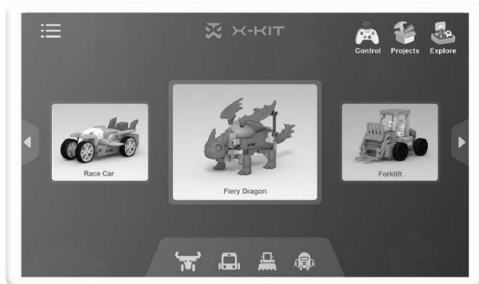 X-KIT
Control Projects Explore
Race Car
Fiery Dragon
Forklift